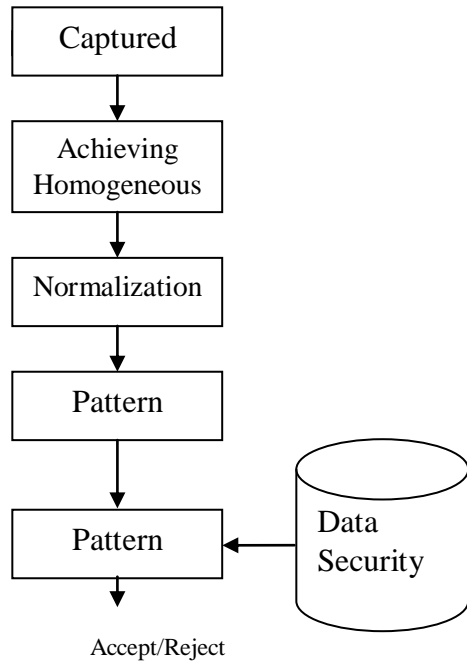 Captured
Achieving
Homogeneous
Normalization
Pattern
Pattern
Data
Security
Accept/Reject